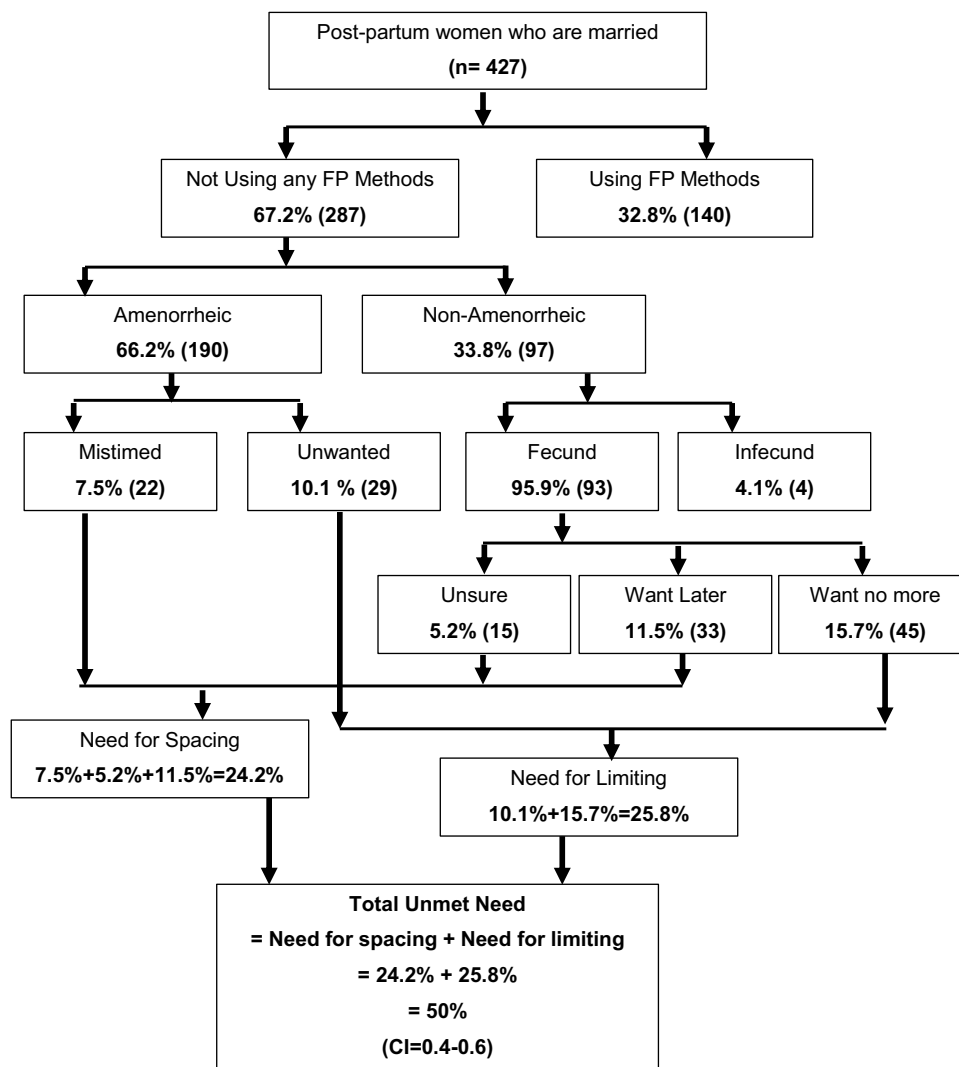 Post-partum women who are married
(n= 427)
Not Using any FP Methods
67.2% (287)
Using FP Methods
32.8% (140)
Amenorrheic
66.2% (190)
Non-Amenorrheic
33.8% (97)
Mistimed
7.5% (22)
Unwanted
10.1 % (29)
Fecund
95.9% (93)
Infecund
4.1% (4)
Unsure
5.2% (15)
Want Later
11.5% (33)
Want no more
15.7% (45)
Need for Spacing
7.5%+5.2%+11.5%=24.2%
Need for Limiting
10.1%+15.7%=25.8%
Total Unmet Need
= Need for spacing + Need for limiting
= 24.2% + 25.8%
= 50%
(CI=0.4-0.6)